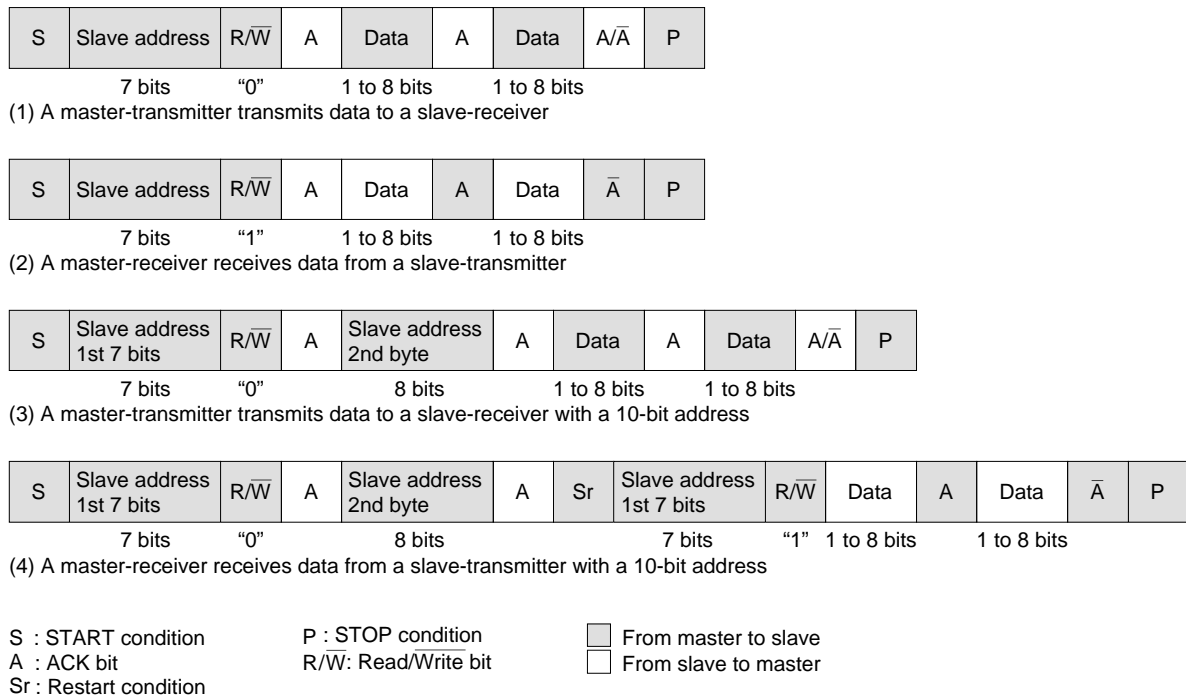 S Slave address R/W̅ A Data A Data A/A̅ P
7 bits “0” 1 to 8 bits 1 to 8 bits
(1) A master-transmitter transmits data to a slave-receiver
S Slave address R/W̅ A Data A Data A̅ P
7 bits “1” 1 to 8 bits 1 to 8 bits
(2) A master-receiver receives data from a slave-transmitter
S Slave address 1st 7 bits R/W̅ A Slave address 2nd byte A Data A Data A/A̅ P
7 bits “0” 8 bits 1 to 8 bits 1 to 8 bits
(3) A master-transmitter transmits data to a slave-receiver with a 10-bit address
S Slave address 1st 7 bits R/W̅ A Slave address 2nd byte A Sr Slave address 1st 7 bits R/W̅ Data A Data A̅ P
7 bits “0” 8 bits 7 bits “1” 1 to 8 bits 1 to 8 bits
(4) A master-receiver receives data from a slave-transmitter with a 10-bit address
S : START condition
A : ACK bit
Sr : Restart condition
P : STOP condition
R/W̅: Read/W̅r̅i̅t̅e̅ bit
From master to slave
From slave to master